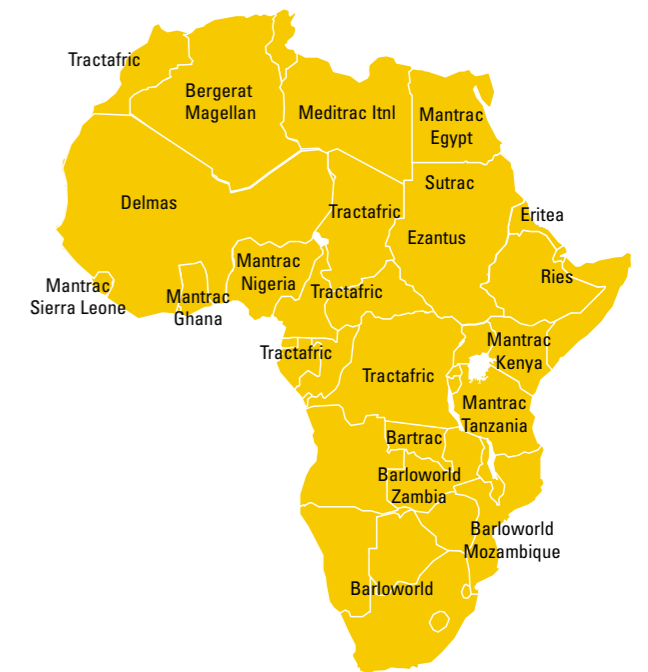 Tractafric
Bergerat
Magellan
Meditrac Itnl
Mantrac
Egypt
Delmas
Sutrac
Tractafric
Eritea
Ezantus
Mantrac
Nigeria
Ries
Mantrac
Sierra Leone
Mantrac
Ghana
Tractafric
Tractafric
Mantrac
Kenya
Tractafric
Mantrac
Tanzania
Bartrac
Barloworld
Zambia
Barloworld
Mozambique
Barloworld